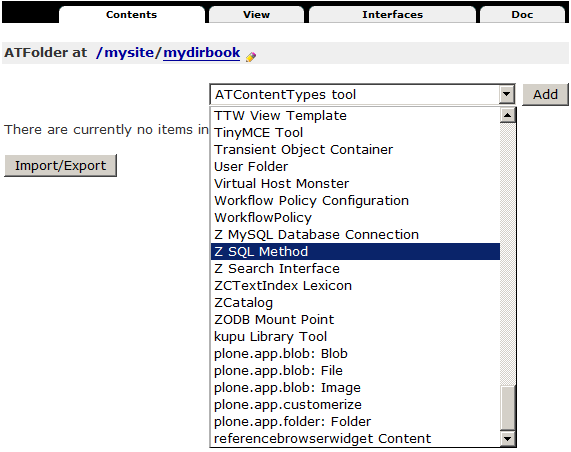 Contents View Interfaces Doc
ATFolder at /mysite/mydirbook
ATContentTypes tool Add
TTW View Template
There are currently no items in
TinyMCE Tool
Transient Object Container
Import/Export
User Folder
Virtual Host Monster
Workflow Policy Configuration
WorkflowPolicy
Z MySQL Database Connection
Z SQL Method
Z Search Interface
ZCTextIndex Lexicon
ZCatalog
ZODB Mount Point
kupu Library Tool
plone.app.blob: Blob
plone.app.blob: File
plone.app.blob: Image
plone.app.customerize
plone.app.folder: Folder
referencebrowserwidget Content